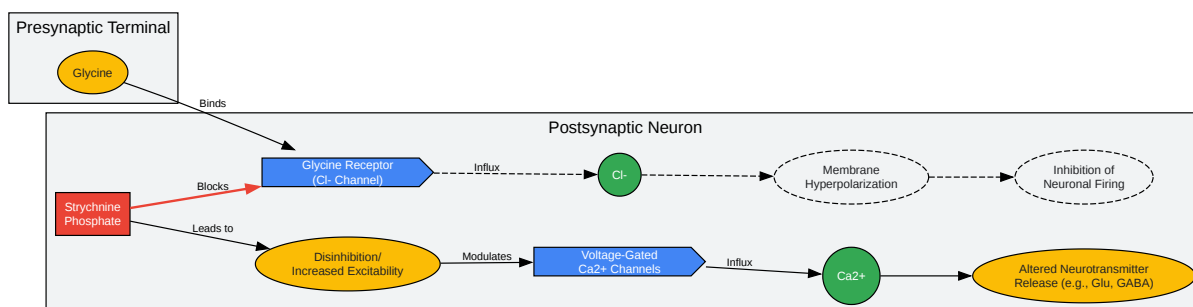 Presynaptic Terminal
Glycine
Binds
Postsynaptic Neuron
Glycine Receptor
(Cl- Channel)
Influx
Cl-
Membrane
Hyperpolarization
Inhibition of
Neuronal Firing
Blocks
Strychnine
Phosphate
Leads to
Disinhibition/
Increased Excitability
Modulates
Voltage-Gated
Ca2+ Channels
Influx
Ca2+
Altered Neurotransmitter
Release (e.g., Glu, GABA)